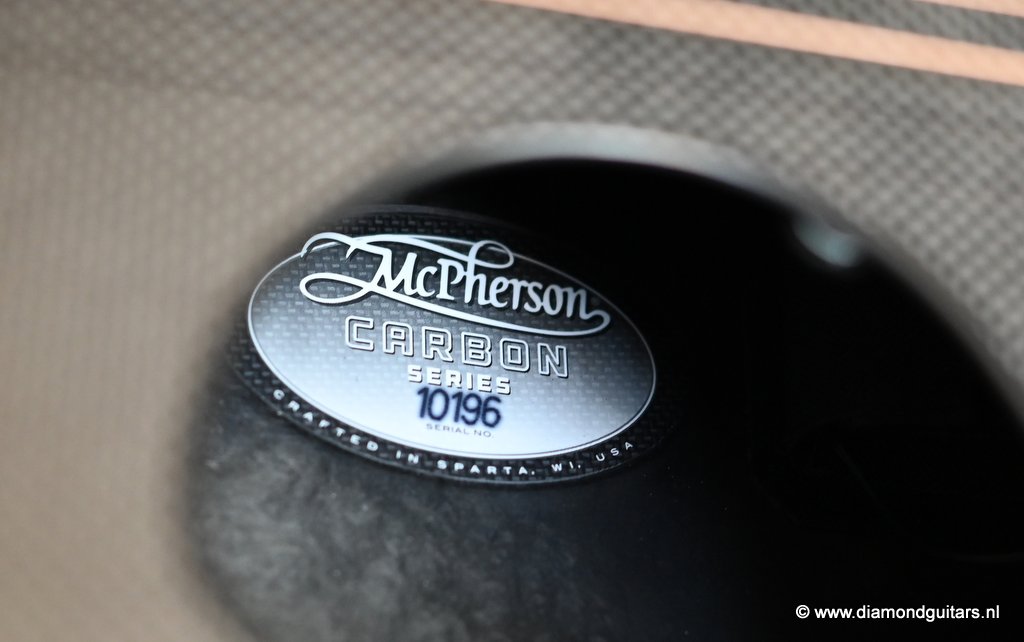 McPherson
CARBON
SERIES
10196
SERIAL NO.
CRAFTED IN SPARTA, WI, USA
© www.diamondguitars.nl